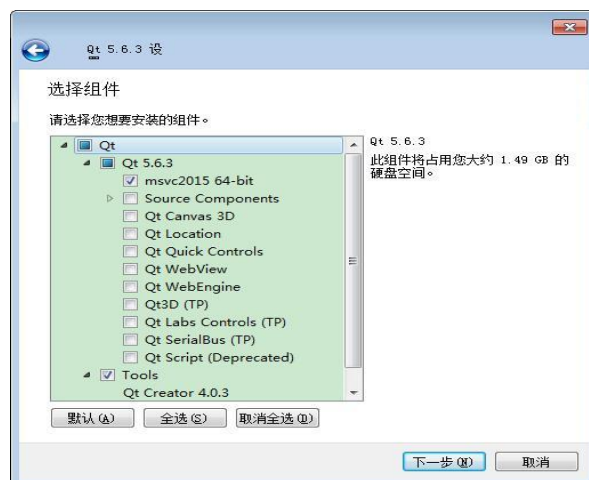 Qt 5.6.3 设
选择组件
请选择您想要安装的组件。
Qt
Qt 5.6.3
msvc2015 64-bit
Source Components
Qt Canvas 3D
Qt Location
Qt Quick Controls
Qt WebView
Qt WebEngine
Qt3D (TP)
Qt Labs Controls (TP)
Qt SerialBus (TP)
Qt Script (Deprecated)
Tools
Qt Creator 4.0.3
Qt 5.6.3
此组件将占用您大约 1.49 GB 的
硬盘空间。
默认(A) 全选(S) 取消全选(D)
下一步(N) 取消